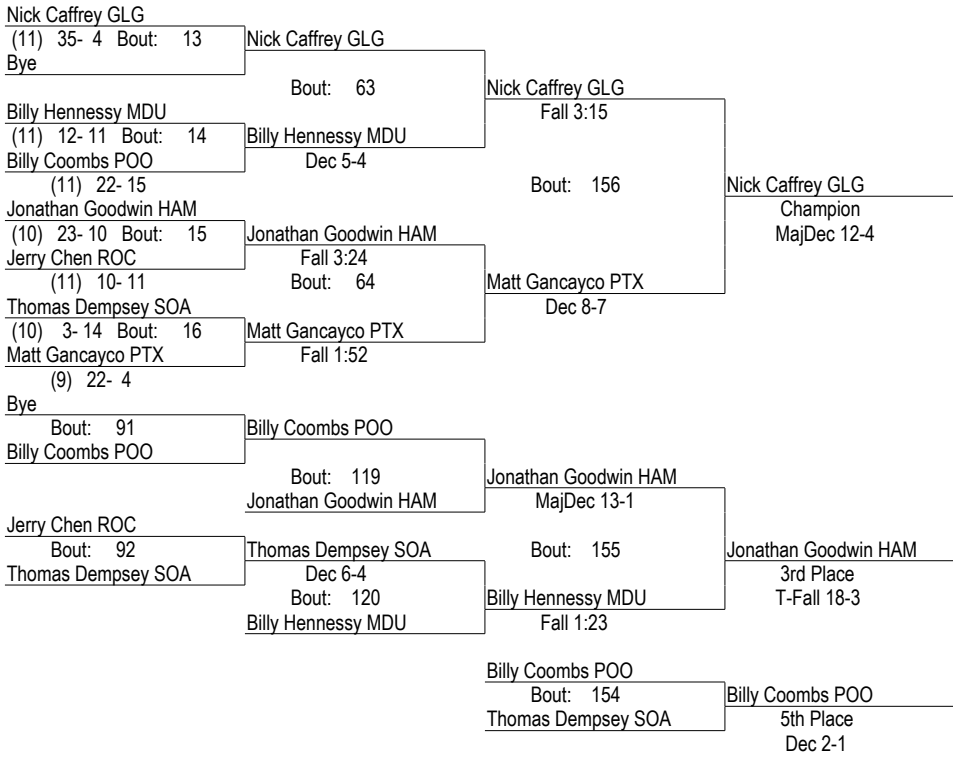 Nick Caffrey GLG
(11) 35- 4 Bout: 13
Nick Caffrey GLG
Bye
Bout: 63
Nick Caffrey GLG
Fall 3:15
Billy Hennessy MDU
(11) 12- 11 Bout: 14
Billy Hennessy MDU
Billy Coombs POO
Dec 5-4
(11) 22- 15
Bout: 156
Nick Caffrey GLG
Champion
MajDec 12-4
Jonathan Goodwin HAM
(10) 23- 10 Bout: 15
Jonathan Goodwin HAM
Jerry Chen ROC
Fall 3:24
(11) 10- 11
Bout: 64
Matt Gancayco PTX
Dec 8-7
Thomas Dempsey SOA
(10) 3- 14 Bout: 16
Matt Gancayco PTX
Matt Gancayco PTX
Fall 1:52
(9) 22- 4
Bye
Bout: 91
Billy Coombs POO
Billy Coombs POO
Bout: 119
Jonathan Goodwin HAM
Jonathan Goodwin HAM
MajDec 13-1
Jerry Chen ROC
Bout: 92
Thomas Dempsey SOA
Bout: 155
Jonathan Goodwin HAM
Thomas Dempsey SOA
Dec 6-4
3rd Place
Bout: 120
Billy Hennessy MDU
T-Fall 18-3
Billy Hennessy MDU
Fall 1:23
Billy Coombs POO
Bout: 154
Billy Coombs POO
Thomas Dempsey SOA
5th Place
Dec 2-1